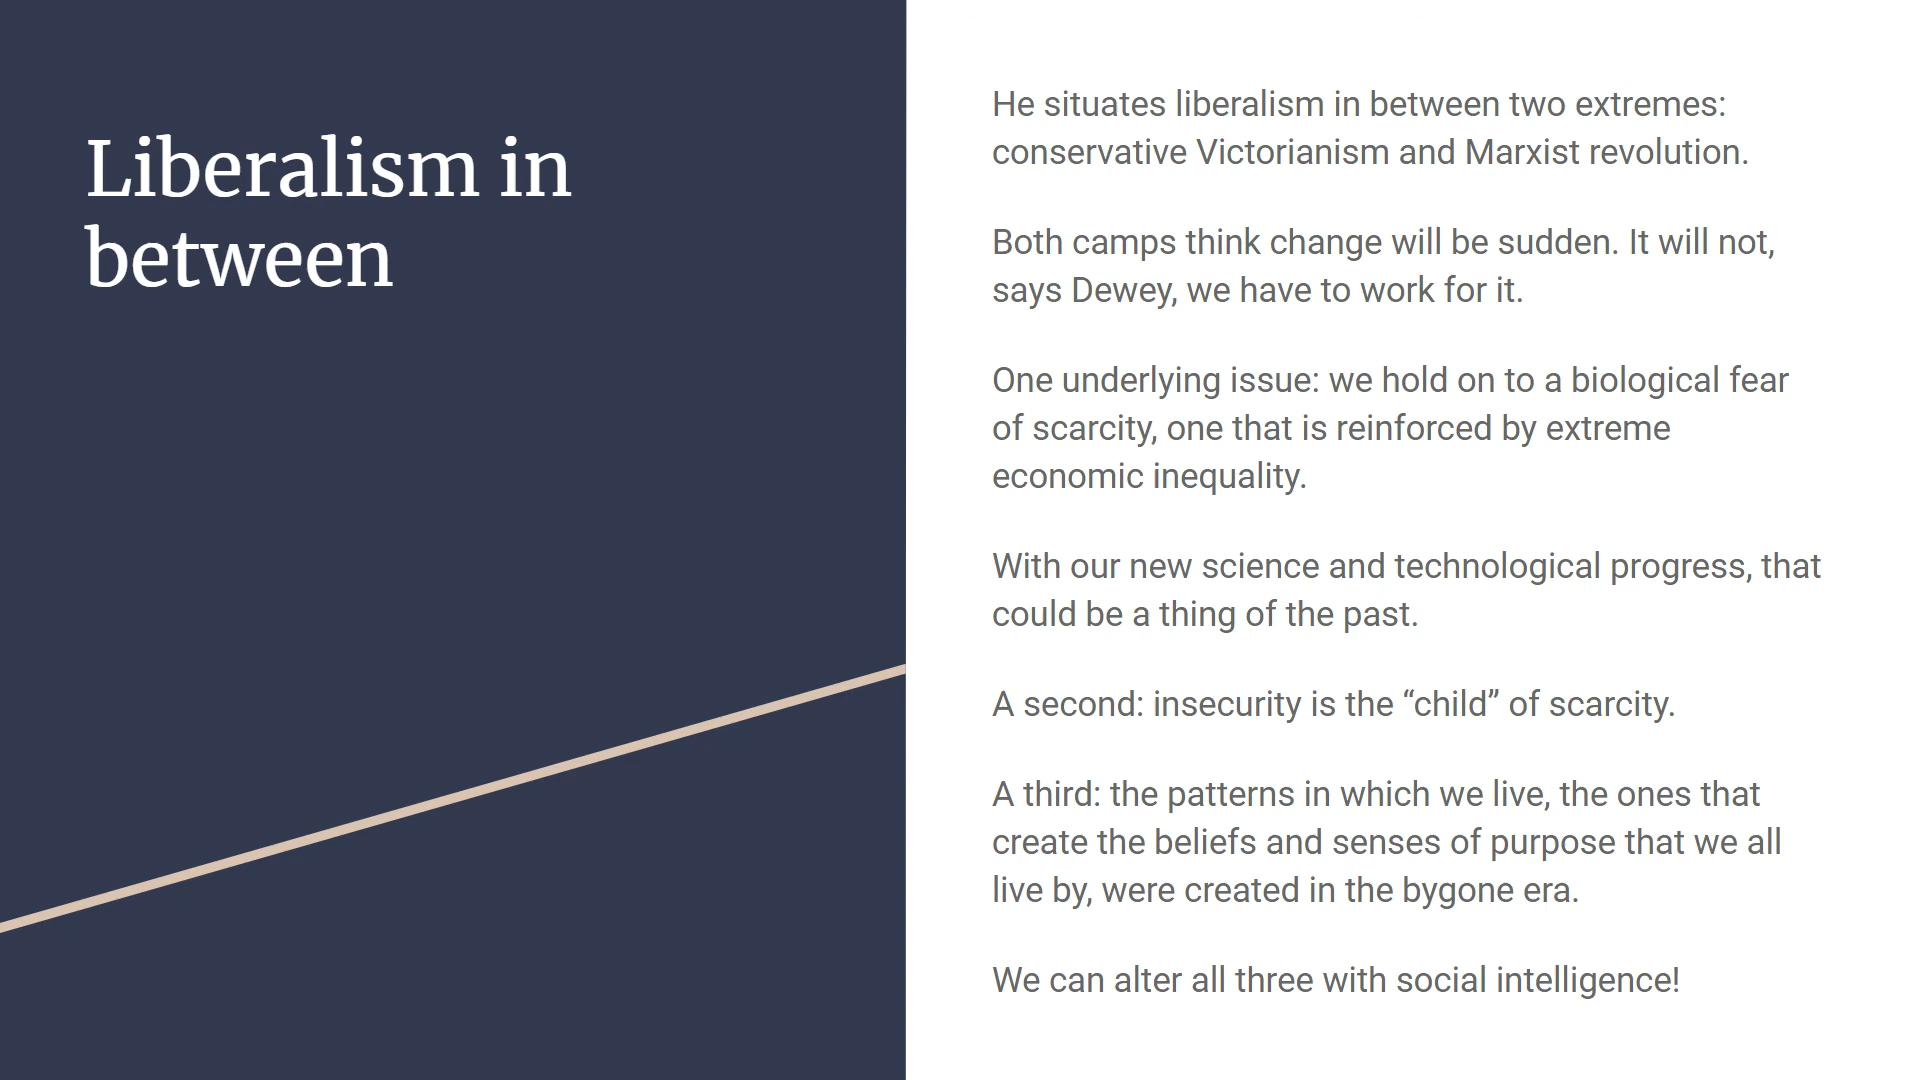 Liberalism in
between
He situates liberalism in between two extremes:
conservative Victorianism and Marxist revolution.
Both camps think change will be sudden. It will not,
says Dewey, we have to work for it.
One underlying issue: we hold on to a biological fear
of scarcity, one that is reinforced by extreme
economic inequality.
With our new science and technological progress, that
could be a thing of the past.
A second: insecurity is the “child” of scarcity.
A third: the patterns in which we live, the ones that
create the beliefs and senses of purpose that we all
live by, were created in the bygone era.
We can alter all three with social intelligence!